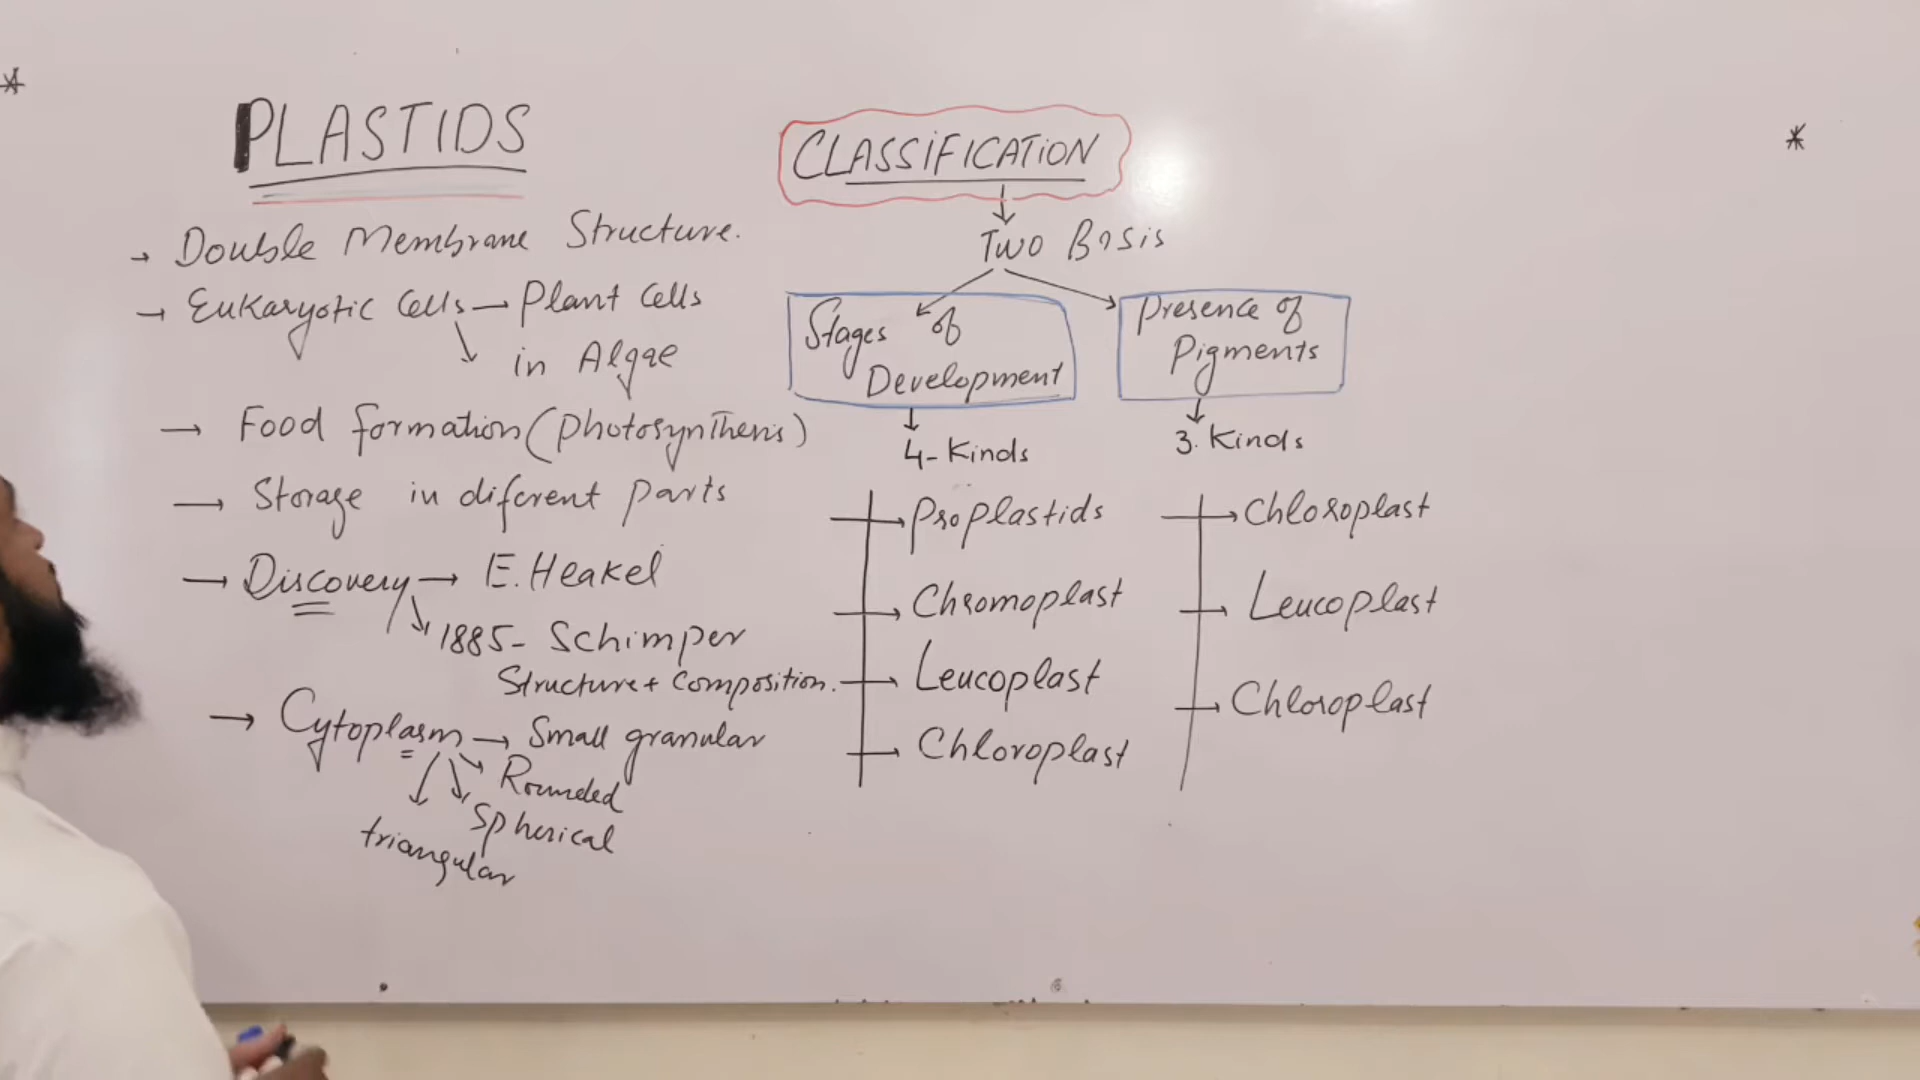 PLASTIDS
→ Double Membrane Structure.
→ Eukaryotic Cells → Plant Cells
in Algae
→ Food formation (Photosynthesis)
→ Storage in diferent parts
→ Discovery → E. Heakel
1885 - Schimper
Structure + Composition.
→ Cytoplasm → Small granular
Rounded
Spherical
triangular
CLASSiFiCATiON
Two Basis
Stages of
Development
4 - Kinds
Proplastids
Chromoplast
Leucoplast
Chloroplast
Presence of
Pigments
3. Kinds
Chloroplast
Leucoplast
Chloroplast